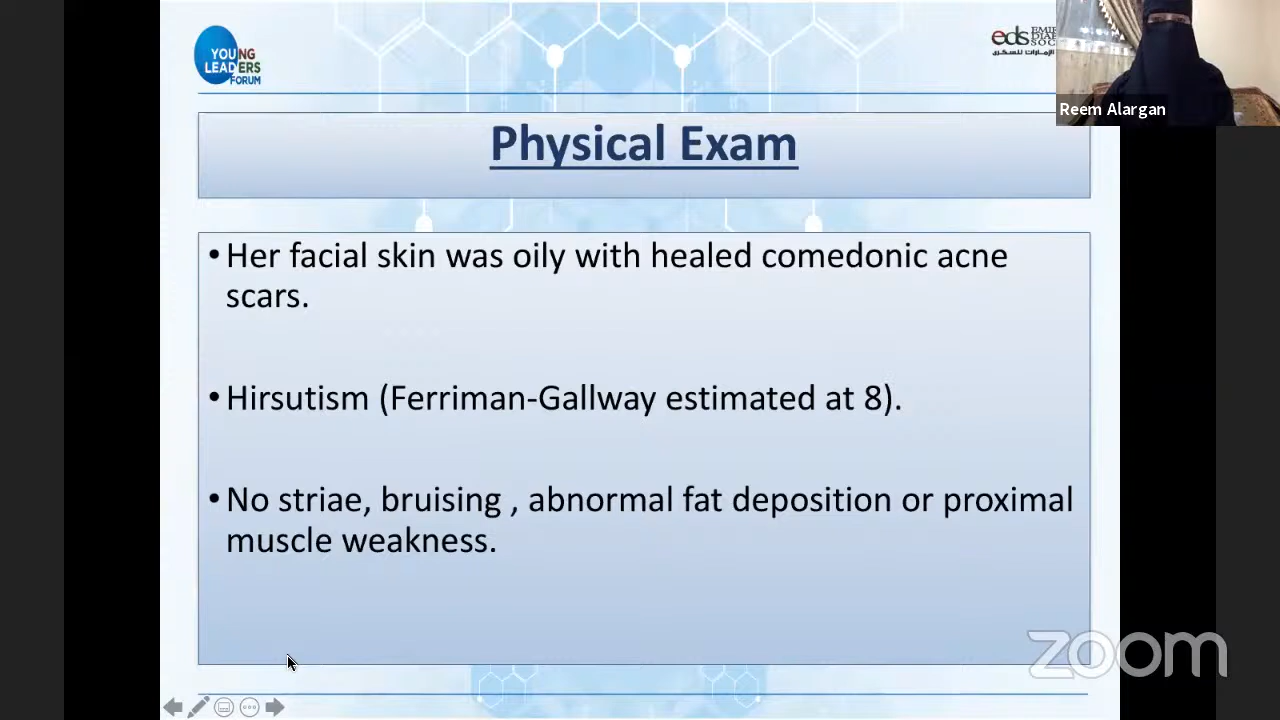 YOUNG
LEADERS
FORUM
eds
Physical Exam
Reem Alargan
• Her facial skin was oily with healed comedonic acne
scars.
• Hirsutism (Ferriman-Gallway estimated at 8).
• No striae, bruising , abnormal fat deposition or proximal
muscle weakness.
zoom